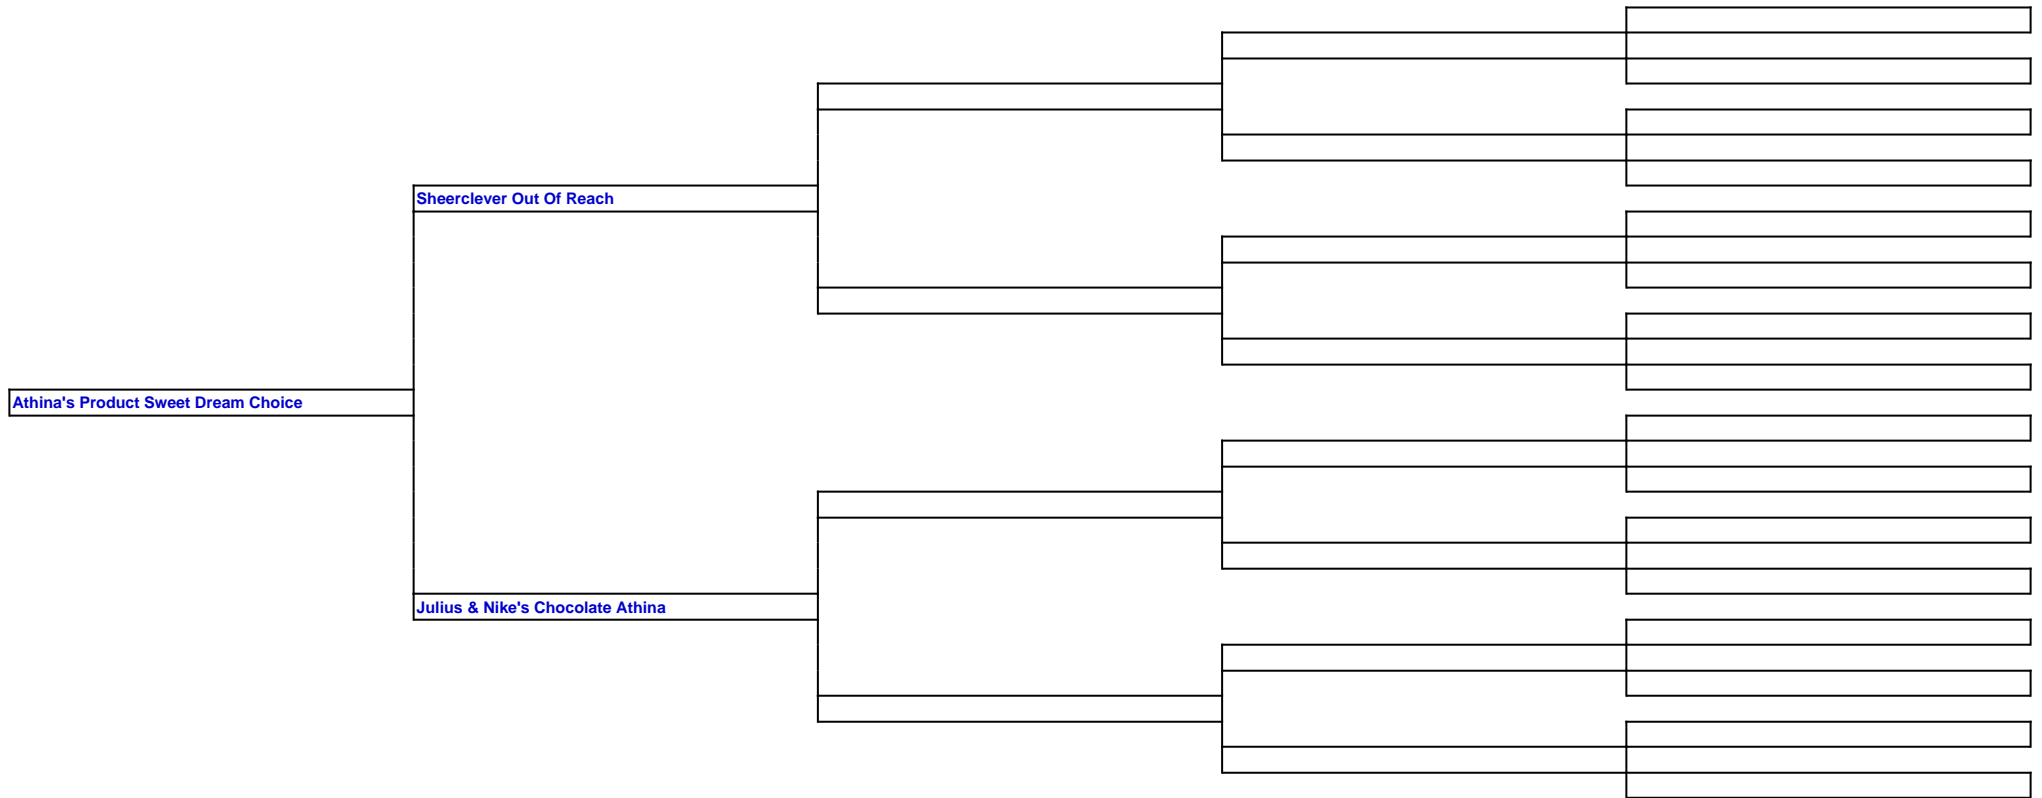 Sheerclever Out Of Reach
Athina's Product Sweet Dream Choice
Julius & Nike's Chocolate Athina